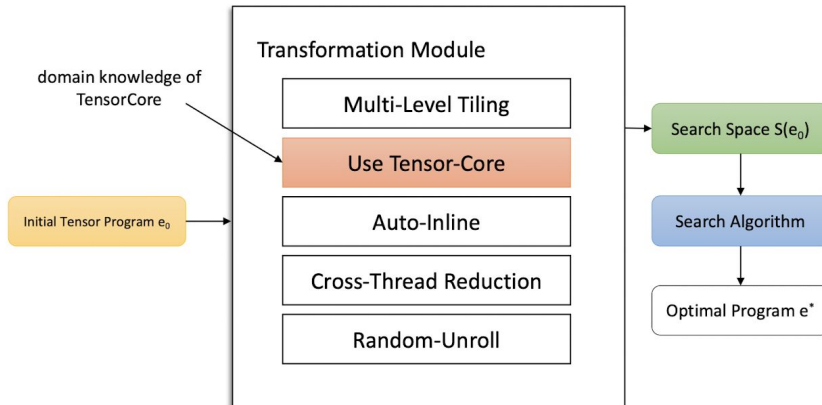 Transformation Module
domain knowledge of
TensorCore
Multi-Level Tiling
Use Tensor-Core
Auto-Inline
Cross-Thread Reduction
Random-Unroll
Initial Tensor Program e₀
Search Space S(e₀)
Search Algorithm
Optimal Program e*